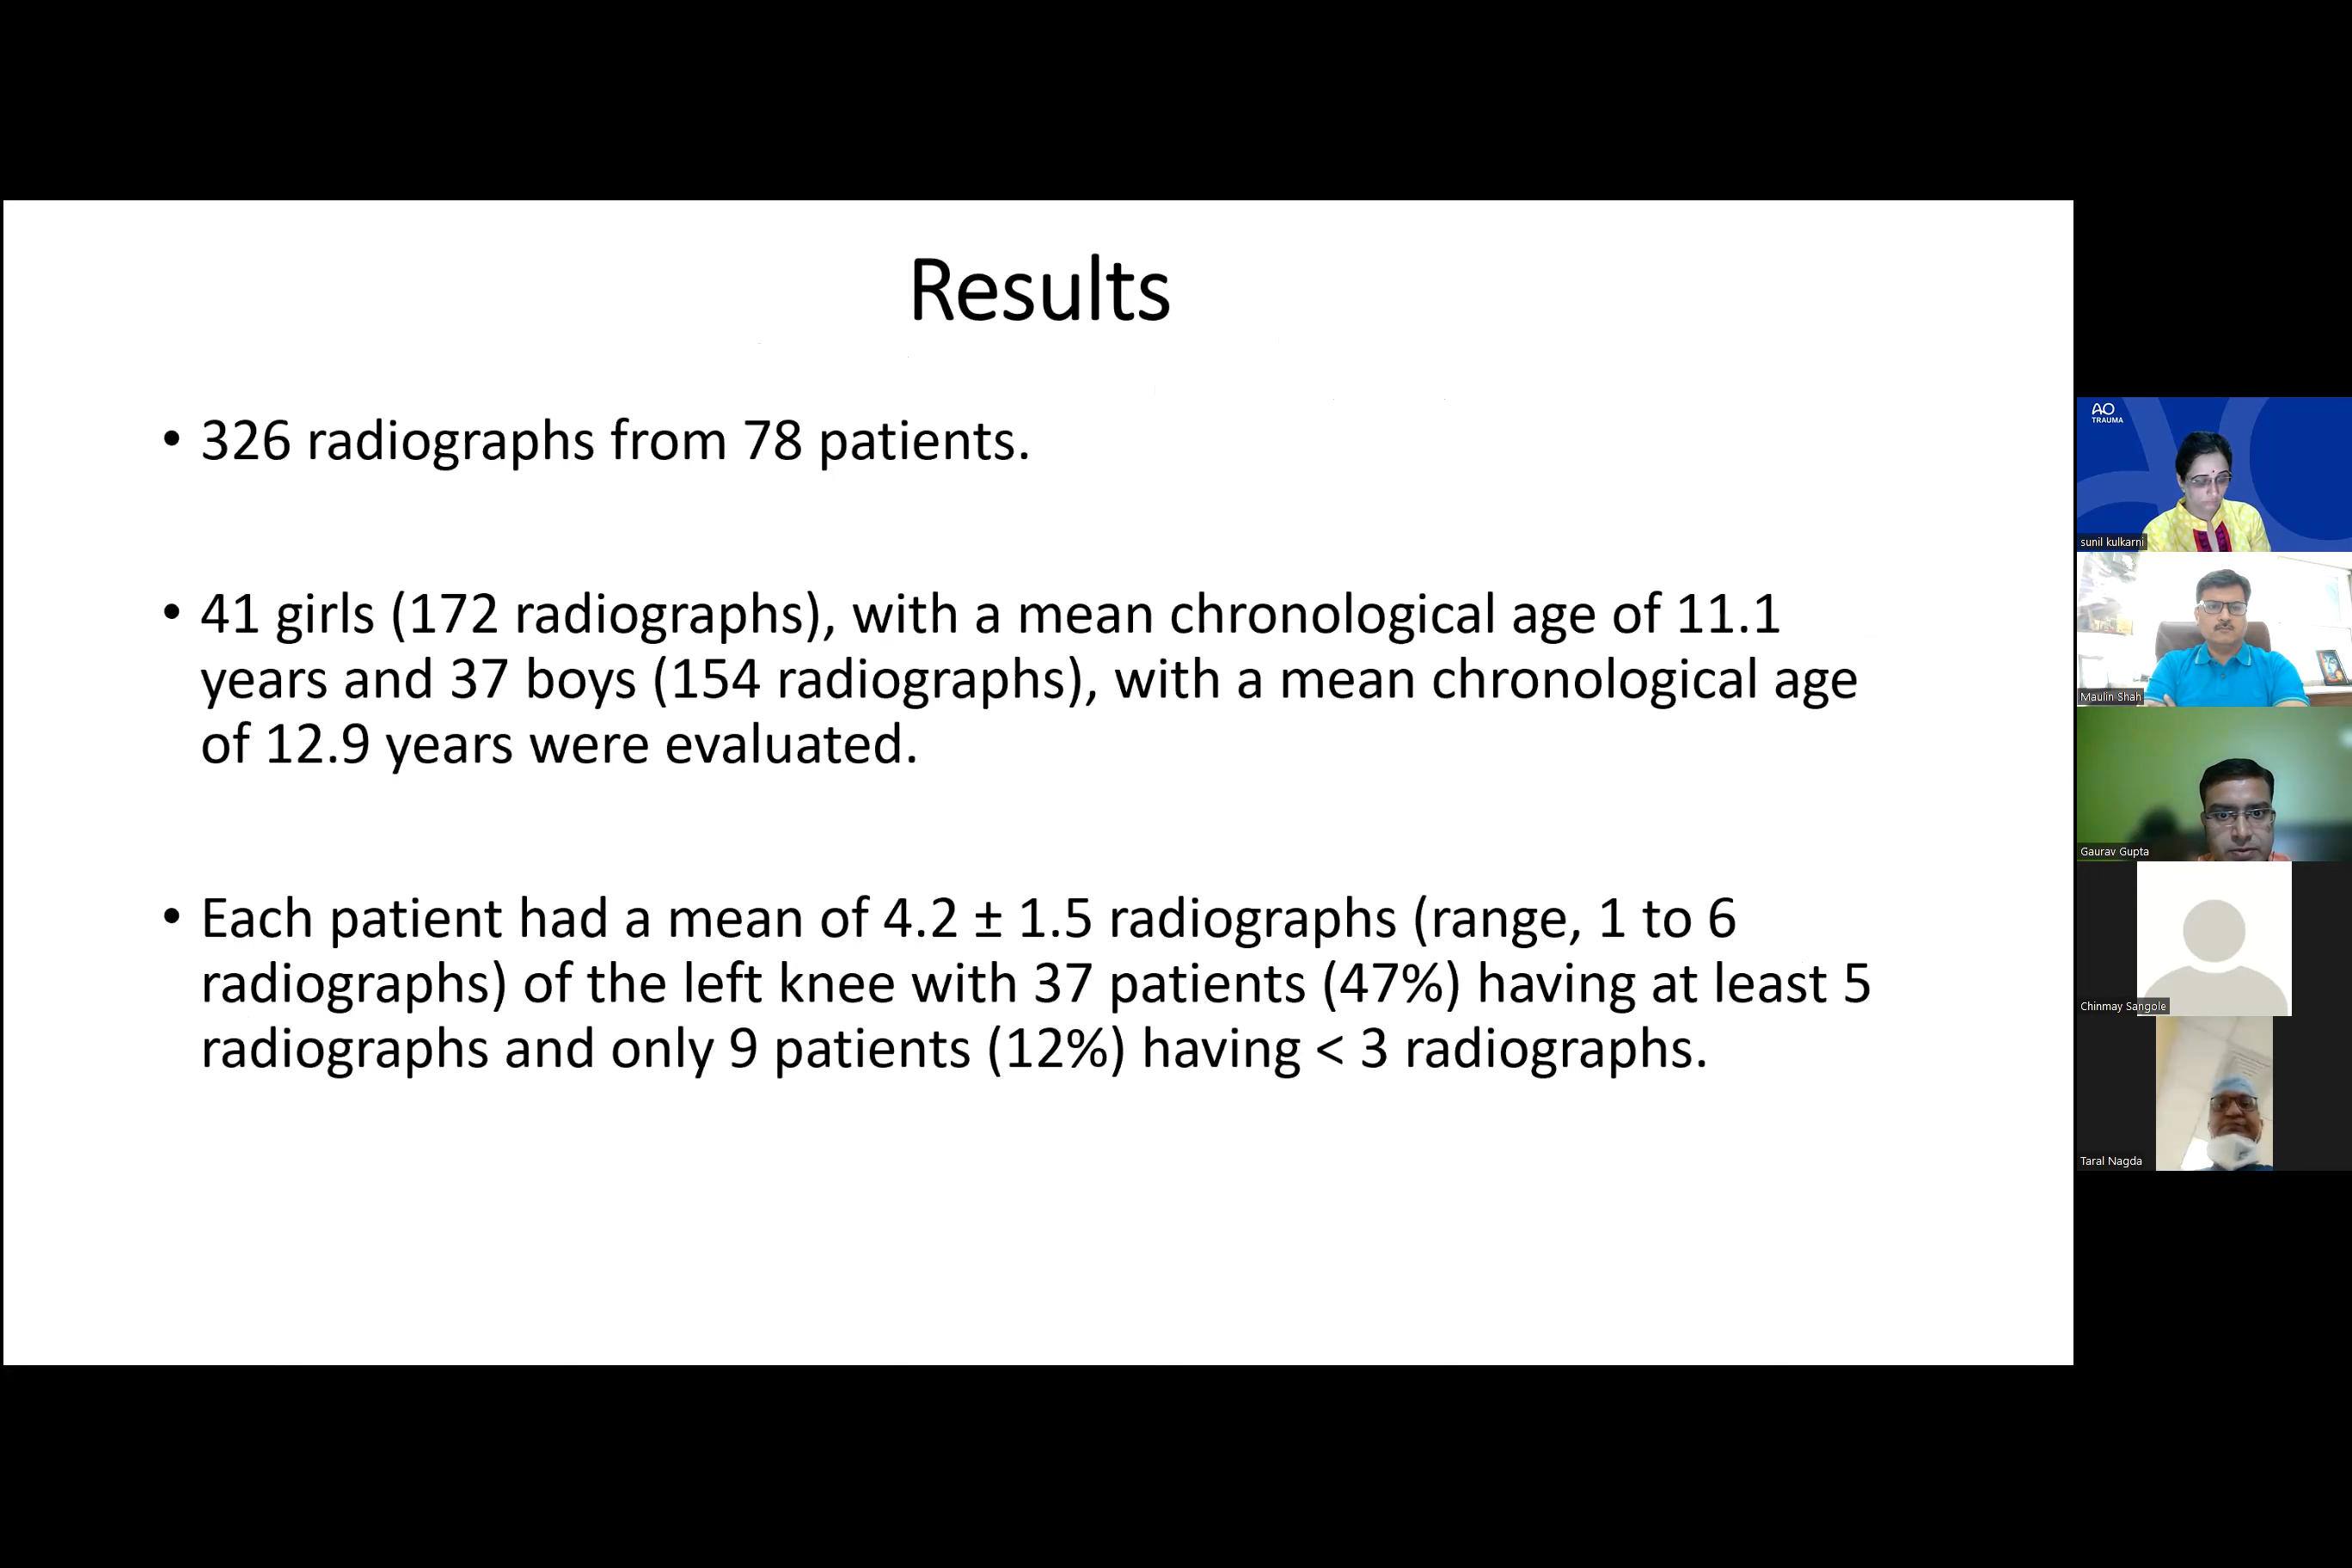 Results
• 326 radiographs from 78 patients.
• 41 girls (172 radiographs), with a mean chronological age of 11.1
years and 37 boys (154 radiographs), with a mean chronological age
of 12.9 years were evaluated.
• Each patient had a mean of 4.2 ± 1.5 radiographs (range, 1 to 6
radiographs) of the left knee with 37 patients (47%) having at least 5
radiographs and only 9 patients (12%) having < 3 radiographs.
AO
TRAUMA
sunil kulkarni
Maulin Shah
Gaurav Gupta
Chinmay Sangole
Taral Nagda